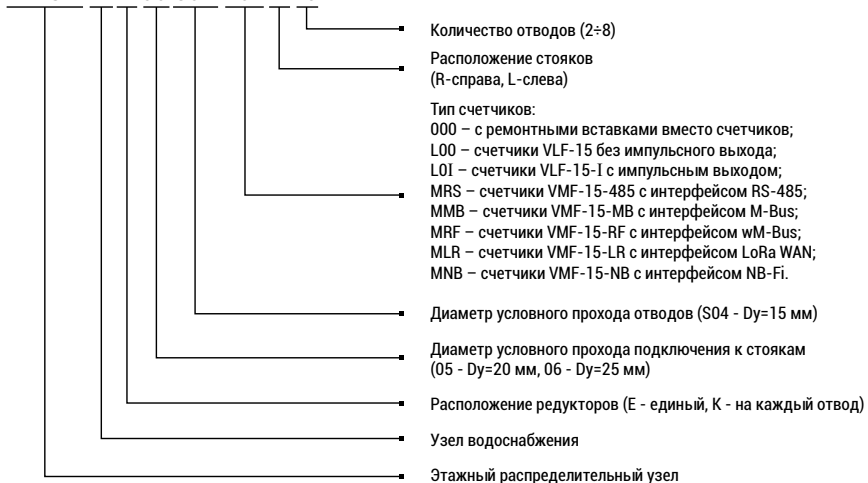 Количество отводов (2÷8)
Расположение стояков
(R-справа, L-слева)
Тип счетчиков:
000 – с ремонтными вставками вместо счетчиков;
L00 – счетчики VLF-15 без импульсного выхода;
L0I – счетчики VLF-15-I с импульсным выходом;
MRS – счетчики VMF-15-485 с интерфейсом RS-485;
MMB – счетчики VMF-15-MB с интерфейсом M-Bus;
MRF – счетчики VMF-15-RF с интерфейсом wM-Bus;
MLR – счетчики VMF-15-LR с интерфейсом LoRa WAN;
MNB – счетчики VMF-15-NB с интерфейсом NB-Fi.
Диаметр условного прохода отводов (S04 - Dy=15 мм)
Диаметр условного прохода подключения к стоякам
(05 - Dy=20 мм, 06 - Dy=25 мм)
Расположение редукторов (E - единый, K - на каждый отвод)
Узел водоснабжения
Этажный распределительный узел